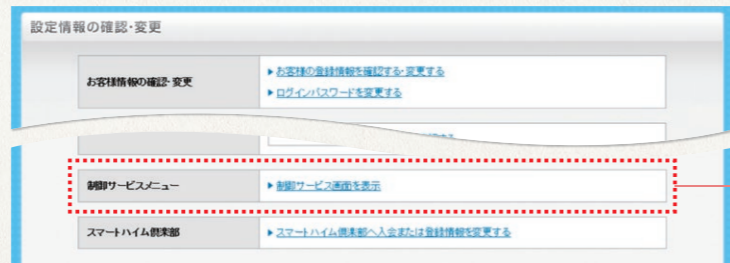 設定情報の確認･変更
お客様情報の確認･変更
お客様の登録情報を確認する･変更する
ログインパスワードを変更する
制御サービスメニュー
制御サービス画面を表示
スマートハイム倶楽部
スマートハイム倶楽部へ入会または登録情報を変更する